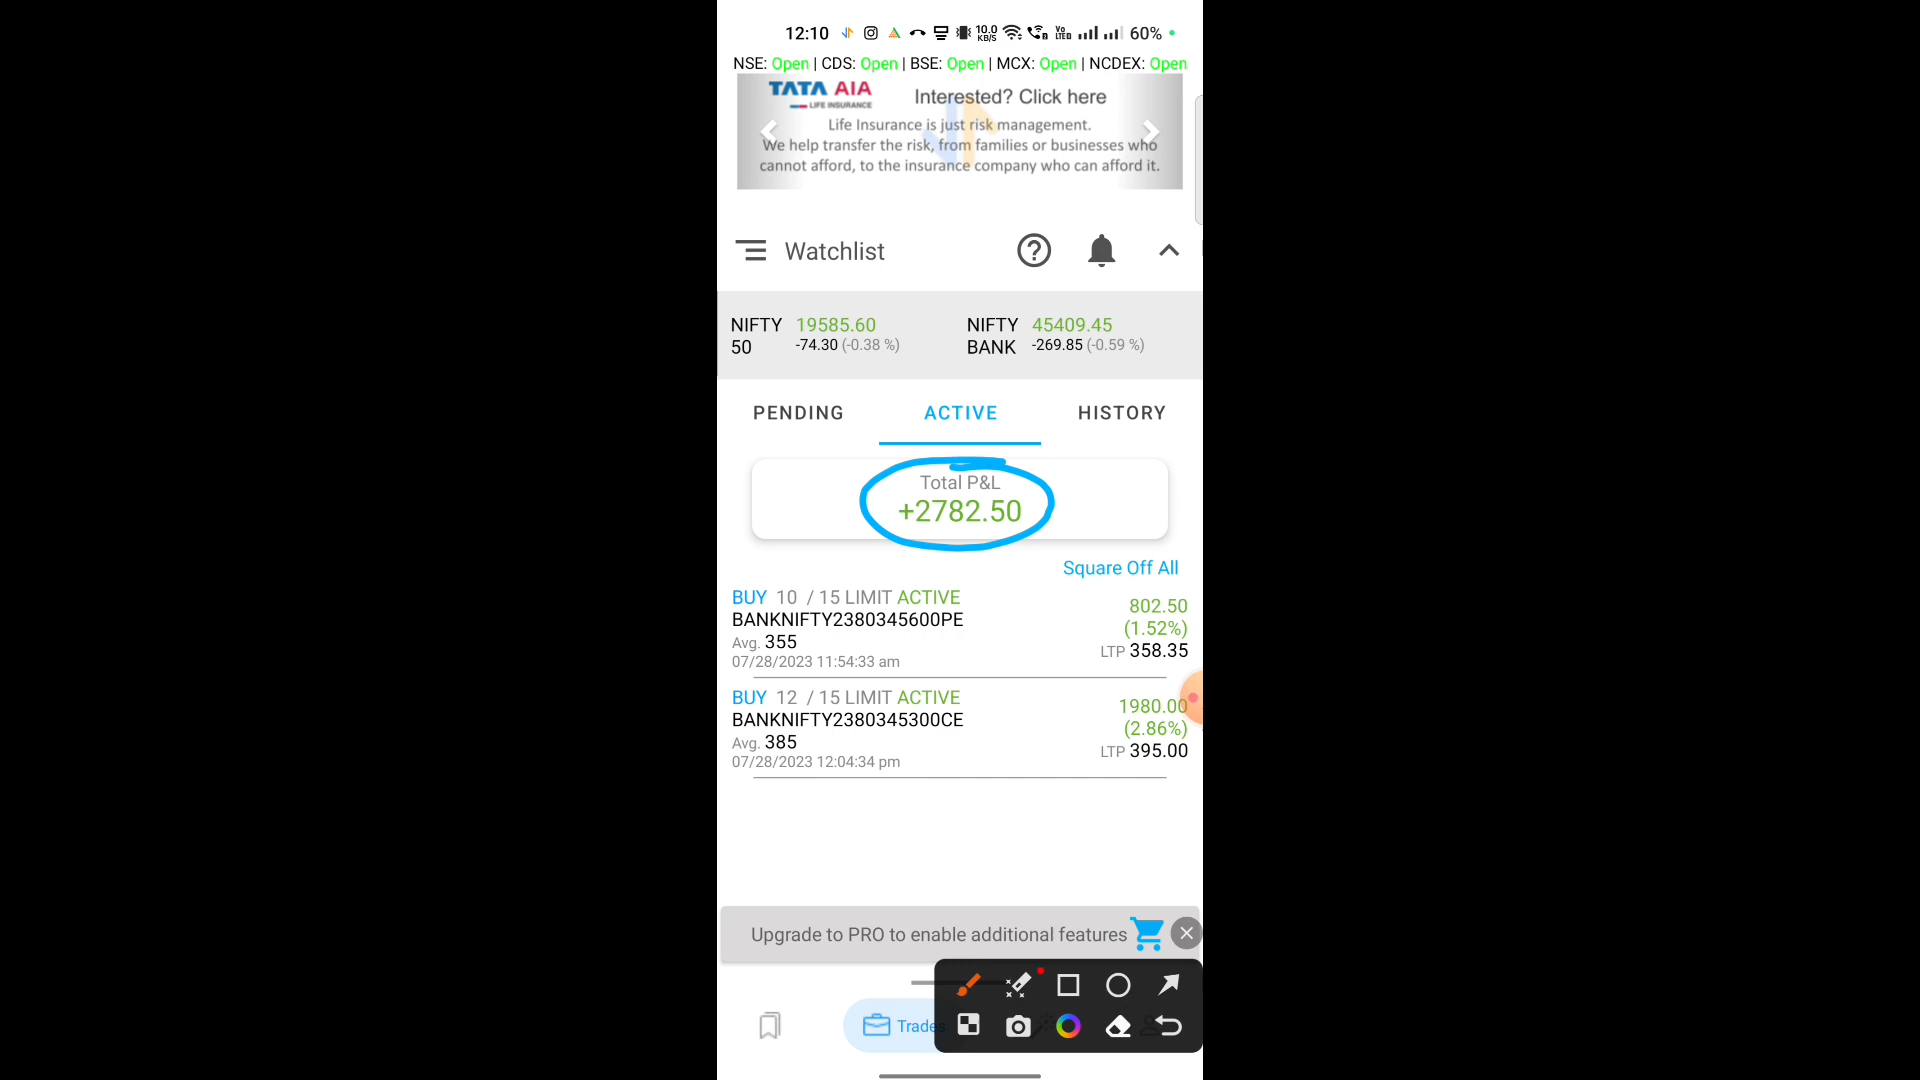 12:10 10.0 KB/S Vo LTE 60%
NSE: Open | CDS: Open | BSE: Open | MCX: Open | NCDEX: Open
TATA AIA
LIFE INSURANCE
Interested? Click here
Life Insurance is just risk management.
We help transfer the risk, from families or businesses who
cannot afford, to the insurance company who can afford it.
Watchlist
NIFTY 50 19585.60
-74.30 (-0.38 %)
NIFTY BANK 45409.45
-269.85 (-0.59 %)
PENDING ACTIVE HISTORY
Total P&L
+2782.50
Square Off All
BUY 10 / 15 LIMIT ACTIVE
802.50
BANKNIFTY2380345600PE
(1.52%)
Avg. 355
LTP 358.35
07/28/2023 11:54:33 am
BUY 12 / 15 LIMIT ACTIVE
1980.00
BANKNIFTY2380345300CE
(2.86%)
Avg. 385
LTP 395.00
07/28/2023 12:04:34 pm
Upgrade to PRO to enable additional features
Trades